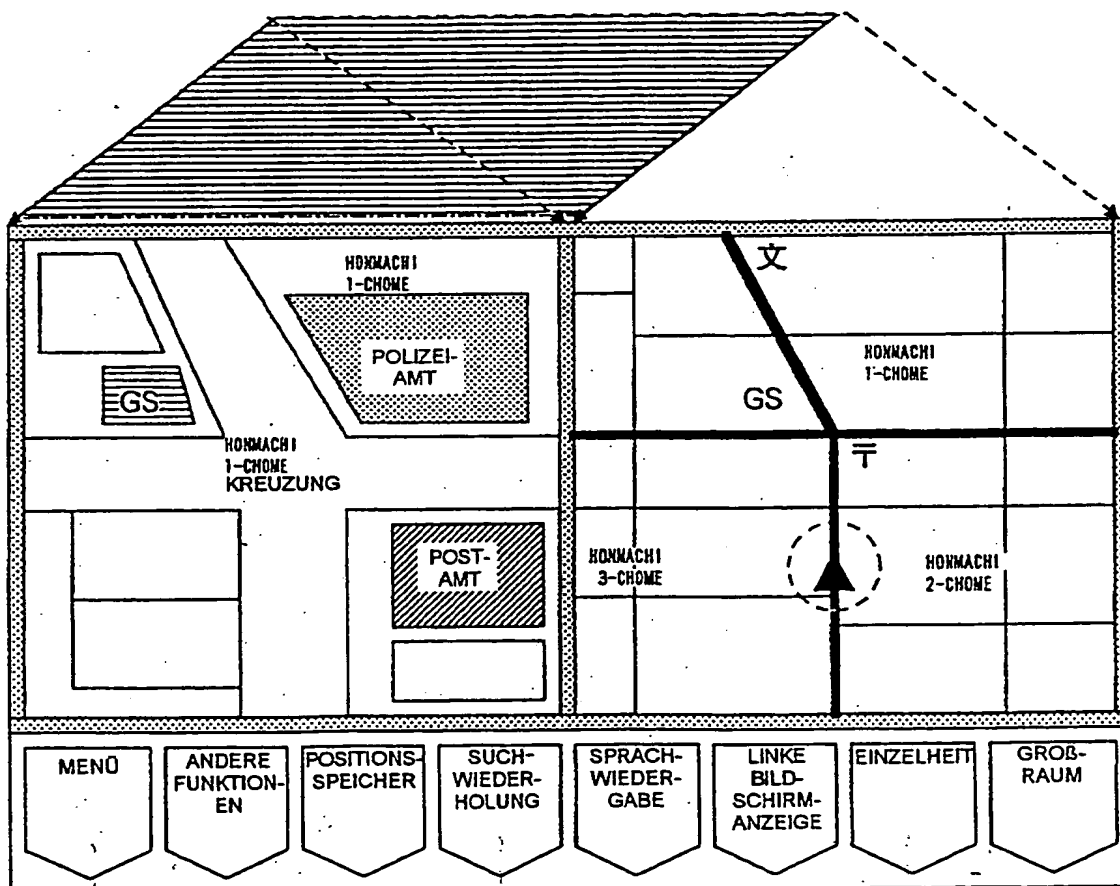 HONMACHI
1-CHOME
POLIZEI-
AMT
GS
HONMACHI
1-CHOME
KREUZUNG
POST-
AMT
文
HONMACHI
1-CHOME
GS
〒
HONMACHI
3-CHOME
HONMACHI
2-CHOME
MENÜ
ANDERE
FUNKTION-
EN
POSITIONS-
SPEICHER
SUCH-
WIEDER-
HOLUNG
SPRACH-
WIEDER-
GABE
LINKE
BILD-
SCHIRM-
ANZEIGE
EINZELHEIT
GROß-
RAUM